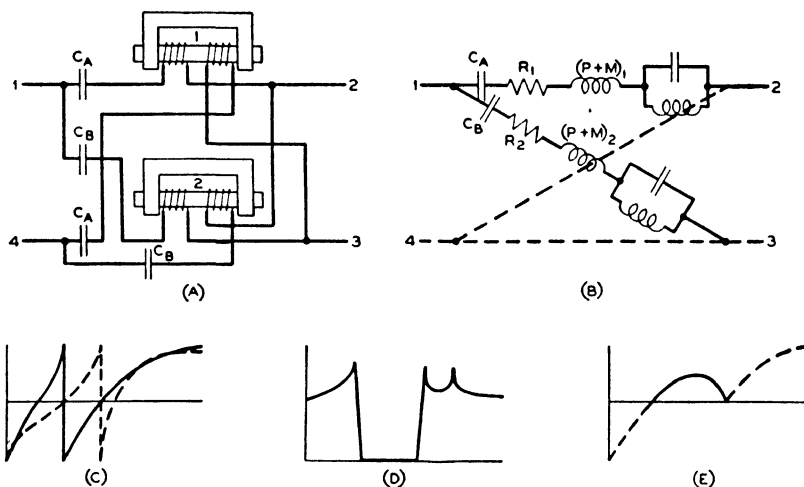 1
C_A
1
2
C_B
2
C_A
4
3
C_B
(A)
1
C_A
R_1
(P+M)_1
2
C_B
R_2
(P+M)_2
4
3
(B)
(C)
(D)
(E)